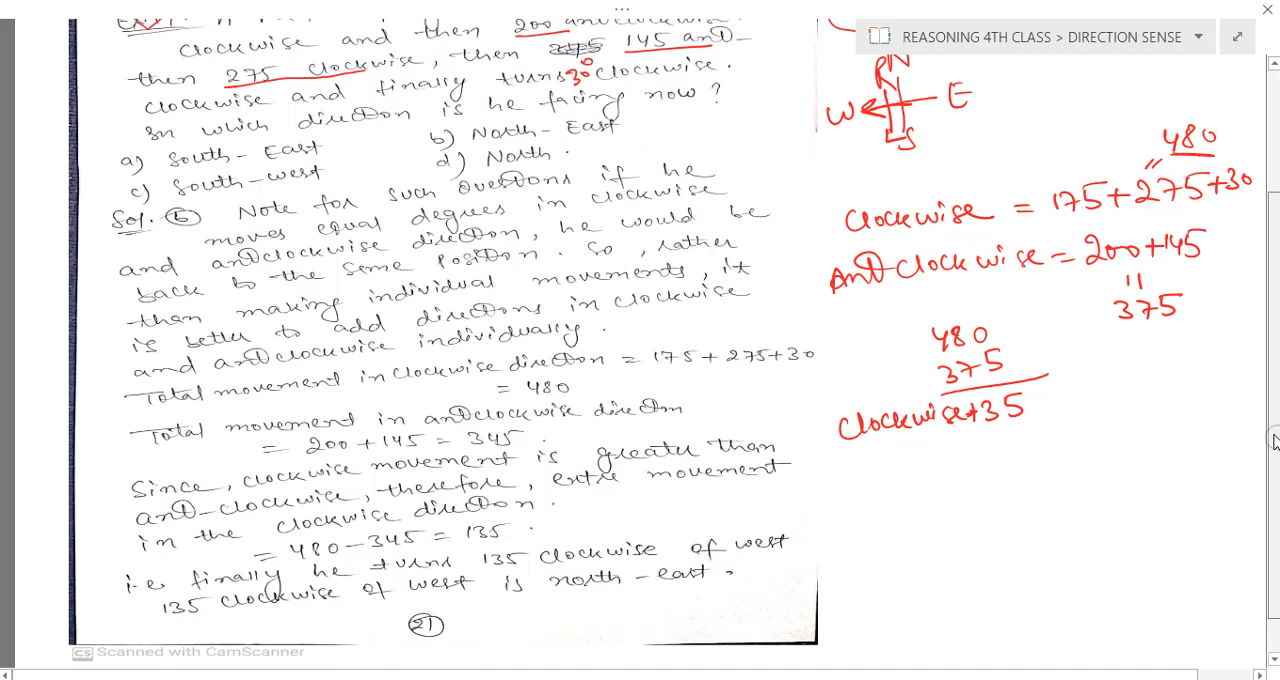 REASONING 4TH CLASS > DIRECTION SENSE
Clockwise and then 200 anticlockwise.
then 275 clockwise, then 145 anti-
clockwise and finally turns 30° clockwise.
In which direction is he facing now?
a) South-East b) North-East
c) South-west d) North.
Sol. (b) Note for such questions if he
moves equal degrees in clockwise
and anticlockwise direction, he would be
back to the same position. So, rather
than making individual movements, it
is better to add directions in clockwise
and anticlockwise individually.
Total movement in clockwise direction = 175+275+30
= 480
Total movement in anticlockwise directm
= 200+145=345.
Since, clockwise movement is greater than
anti-clockwise, therefore, entre movement
in the clockwise direction.
= 480-345=135.
i.e. finally he turns 135 clockwise of west
135 clockwise of west is north-east.
21
CS Scanned with CamScanner
N
W E
S
480
"
Clockwise = 175+275+30
Anti clockwise = 200+145
"
375
480
375
clockwise+35